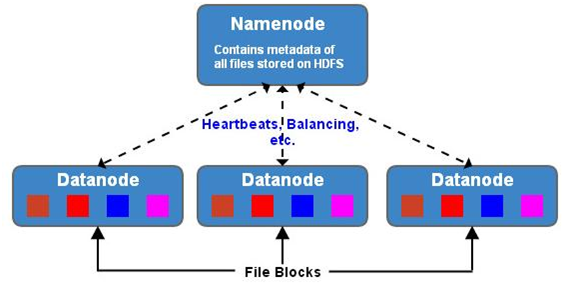 Namenode
Contains metadata of
all files stored on HDFS
Heartbeats, Balancing,
etc.
Datanode
Datanode
Datanode
File Blocks